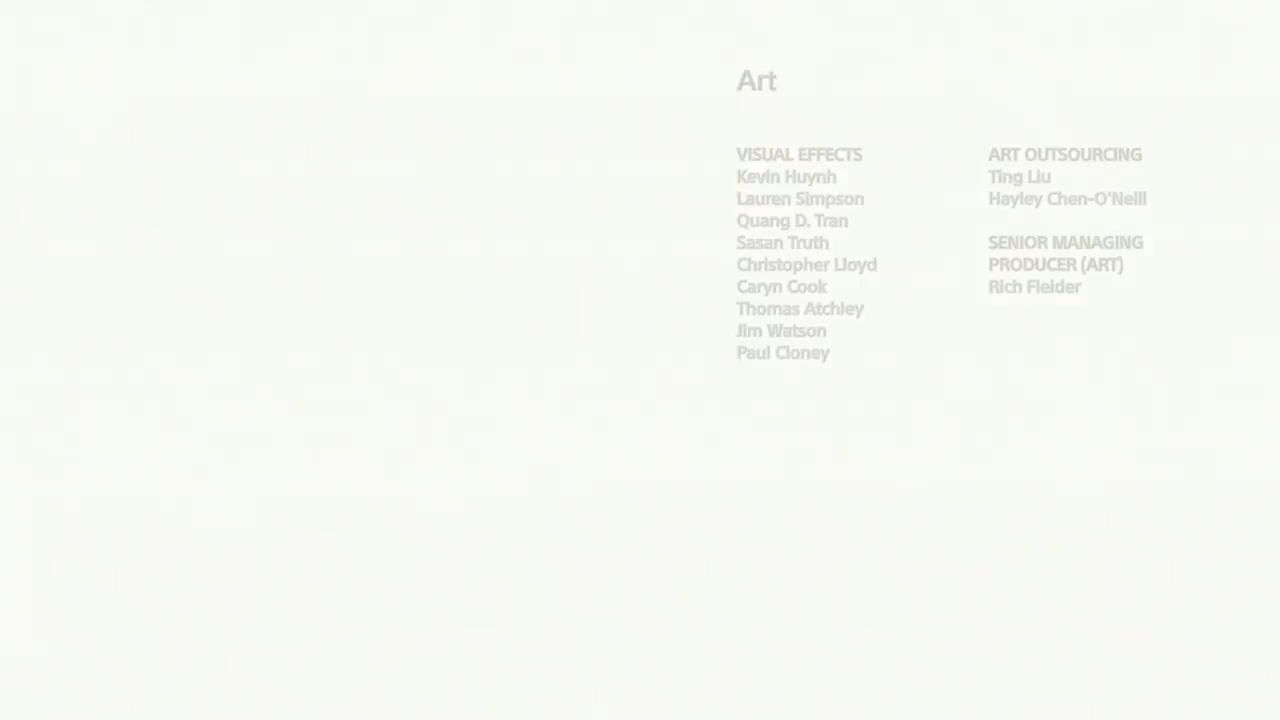 Art
VISUAL EFFECTS
Kevin Huynh
Lauren Simpson
Quang D. Tran
Sasan Truth
Christopher Lloyd
Caryn Cook
Thomas Atchley
Jim Watson
Paul Cloney
ART OUTSOURCING
Ting Liu
Hayley Chen-O'Neill
SENIOR MANAGING
PRODUCER (ART)
Rich Fleider